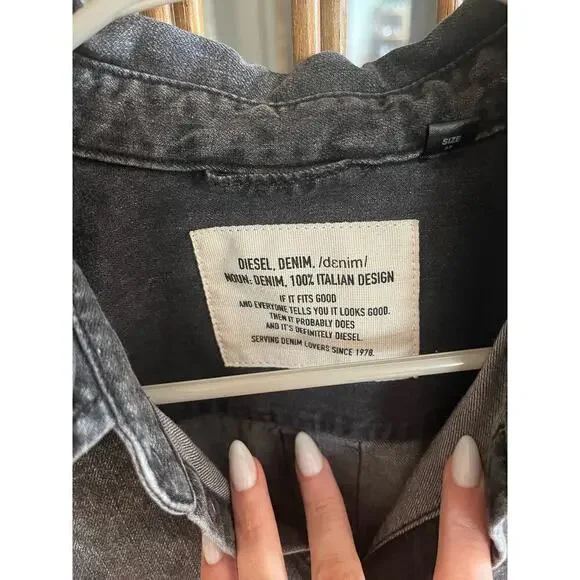 SIZE
DIESEL, DENIM, /dɛnim/
NOUN: DENIM, 100% ITALIAN DESIGN
IF IT FITS GOOD
AND EVERYONE TELLS YOU IT LOOKS GOOD.
THEN IT PROBABLY DOES
AND IT'S DEFINITELY DIESEL.
SERVING DENIM LOVERS SINCE 1978.